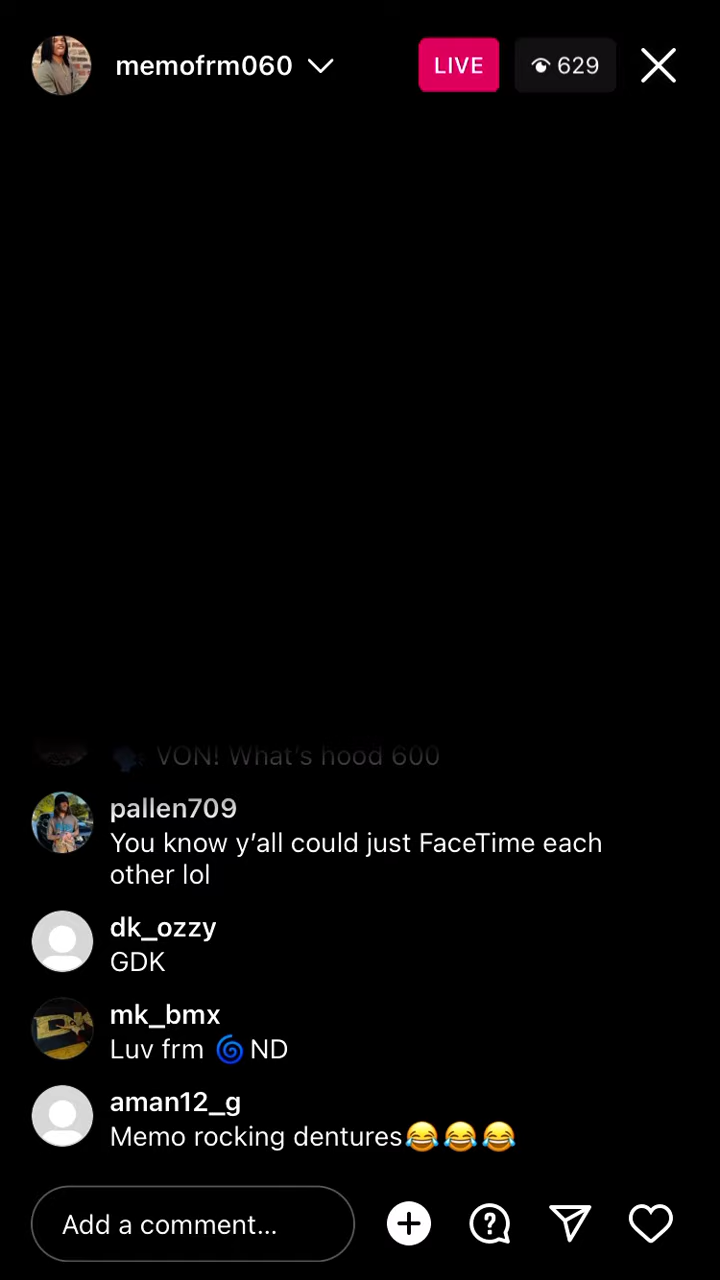 memofrm060
LIVE
629
🗣️ VON! What's hood 600
pallen709
You know y'all could just FaceTime each
other lol
dk_ozzy
GDK
mk_bmx
Luv frm 🌀 ND
aman12_g
Memo rocking dentures😂😂😂
Add a comment...